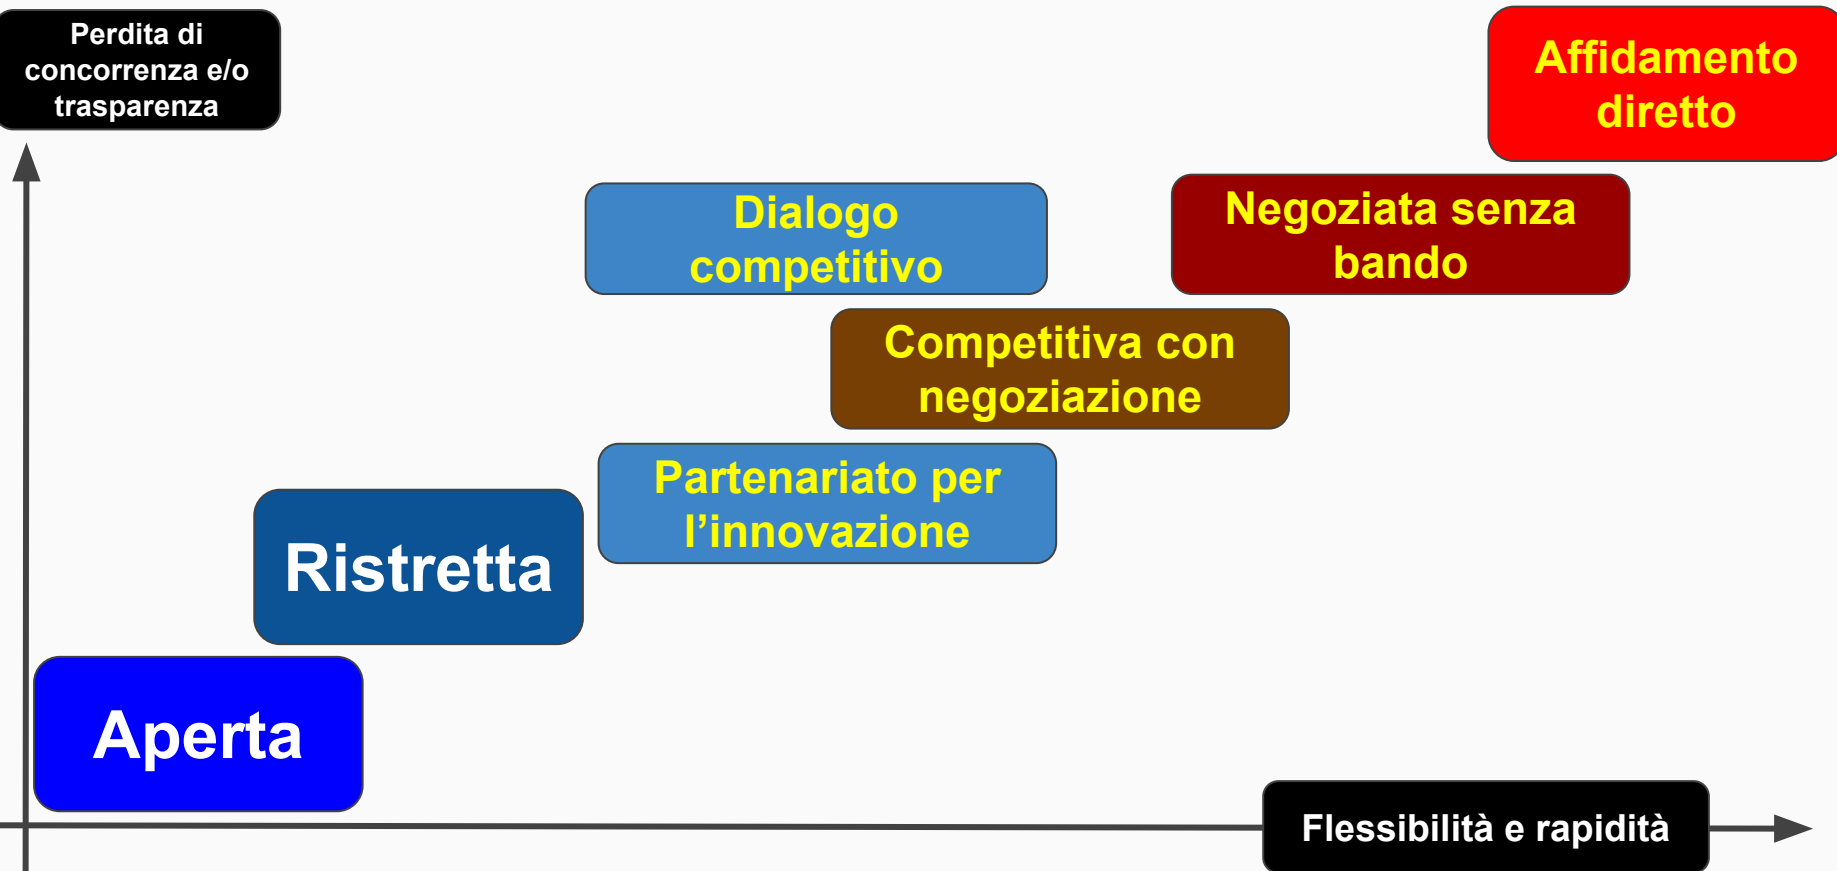 Perdita di
concorrenza e/o
trasparenza
Affidamento
diretto
Dialogo
competitivo
Negoziata senza
bando
Competitiva con
negoziazione
Partenariato per
l’innovazione
Ristretta
Aperta
Flessibilità e rapidità